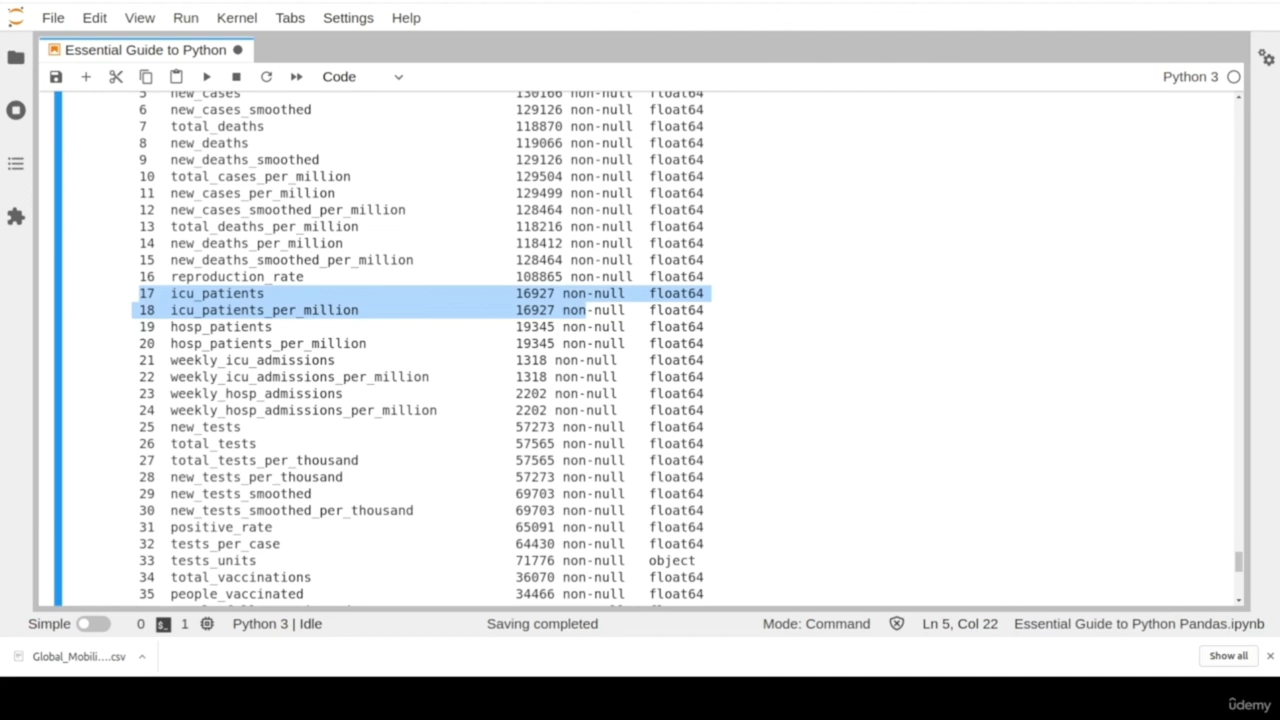 File Edit View Run Kernel Tabs Settings Help
Essential Guide to Python
Code
Python 3
5 new_cases 130166 non-null float64
6 new_cases_smoothed 129126 non-null float64
7 total_deaths 118870 non-null float64
8 new_deaths 119066 non-null float64
9 new_deaths_smoothed 129126 non-null float64
10 total_cases_per_million 129504 non-null float64
11 new_cases_per_million 129499 non-null float64
12 new_cases_smoothed_per_million 128464 non-null float64
13 total_deaths_per_million 118216 non-null float64
14 new_deaths_per_million 118412 non-null float64
15 new_deaths_smoothed_per_million 128464 non-null float64
16 reproduction_rate 108865 non-null float64
17 icu_patients 16927 non-null float64
18 icu_patients_per_million 16927 non-null float64
19 hosp_patients 19345 non-null float64
20 hosp_patients_per_million 19345 non-null float64
21 weekly_icu_admissions 1318 non-null float64
22 weekly_icu_admissions_per_million 1318 non-null float64
23 weekly_hosp_admissions 2202 non-null float64
24 weekly_hosp_admissions_per_million 2202 non-null float64
25 new_tests 57273 non-null float64
26 total_tests 57565 non-null float64
27 total_tests_per_thousand 57565 non-null float64
28 new_tests_per_thousand 57273 non-null float64
29 new_tests_smoothed 69703 non-null float64
30 new_tests_smoothed_per_thousand 69703 non-null float64
31 positive_rate 65091 non-null float64
32 tests_per_case 64430 non-null float64
33 tests_units 71776 non-null object
34 total_vaccinations 36070 non-null float64
35 people_vaccinated 34466 non-null float64
Simple 0 $_ 1 Python 3 | Idle Saving completed Mode: Command Ln 5, Col 22 Essential Guide to Python Pandas.ipynb
Global_Mobili....csv Show all
udemy